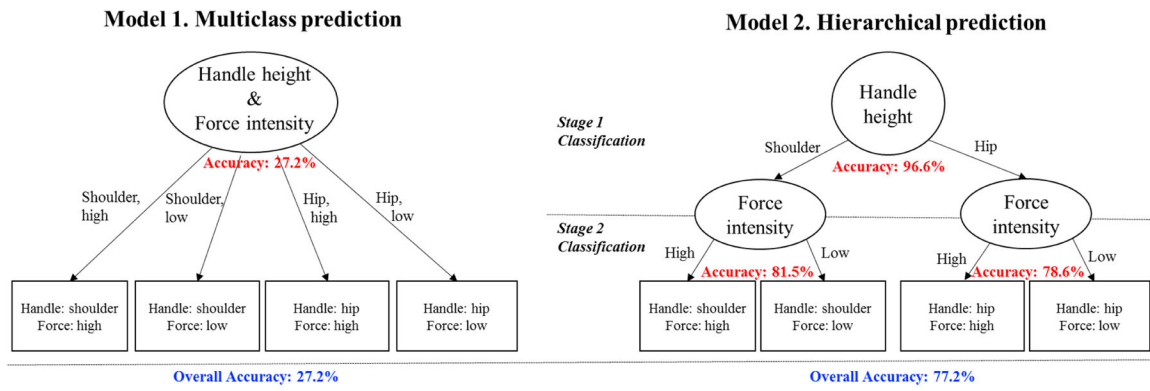 Model 1. Multiclass prediction
Handle height
&
Force intensity
Accuracy: 27.2%
Shoulder,
high
Shoulder,
low
Hip,
high
Hip,
low
Handle: shoulder
Force: high
Handle: shoulder
Force: low
Handle: hip
Force: high
Handle: hip
Force: low
Overall Accuracy: 27.2%
Model 2. Hierarchical prediction
Handle
height
Stage 1
Classification
Shoulder
Hip
Accuracy: 96.6%
Force
intensity
Force
intensity
Stage 2
Classification
High
Low
Accuracy: 81.5%
High
Low
Accuracy: 78.6%
Handle: shoulder
Force: high
Handle: shoulder
Force: low
Handle: hip
Force: high
Handle: hip
Force: low
Overall Accuracy: 77.2%